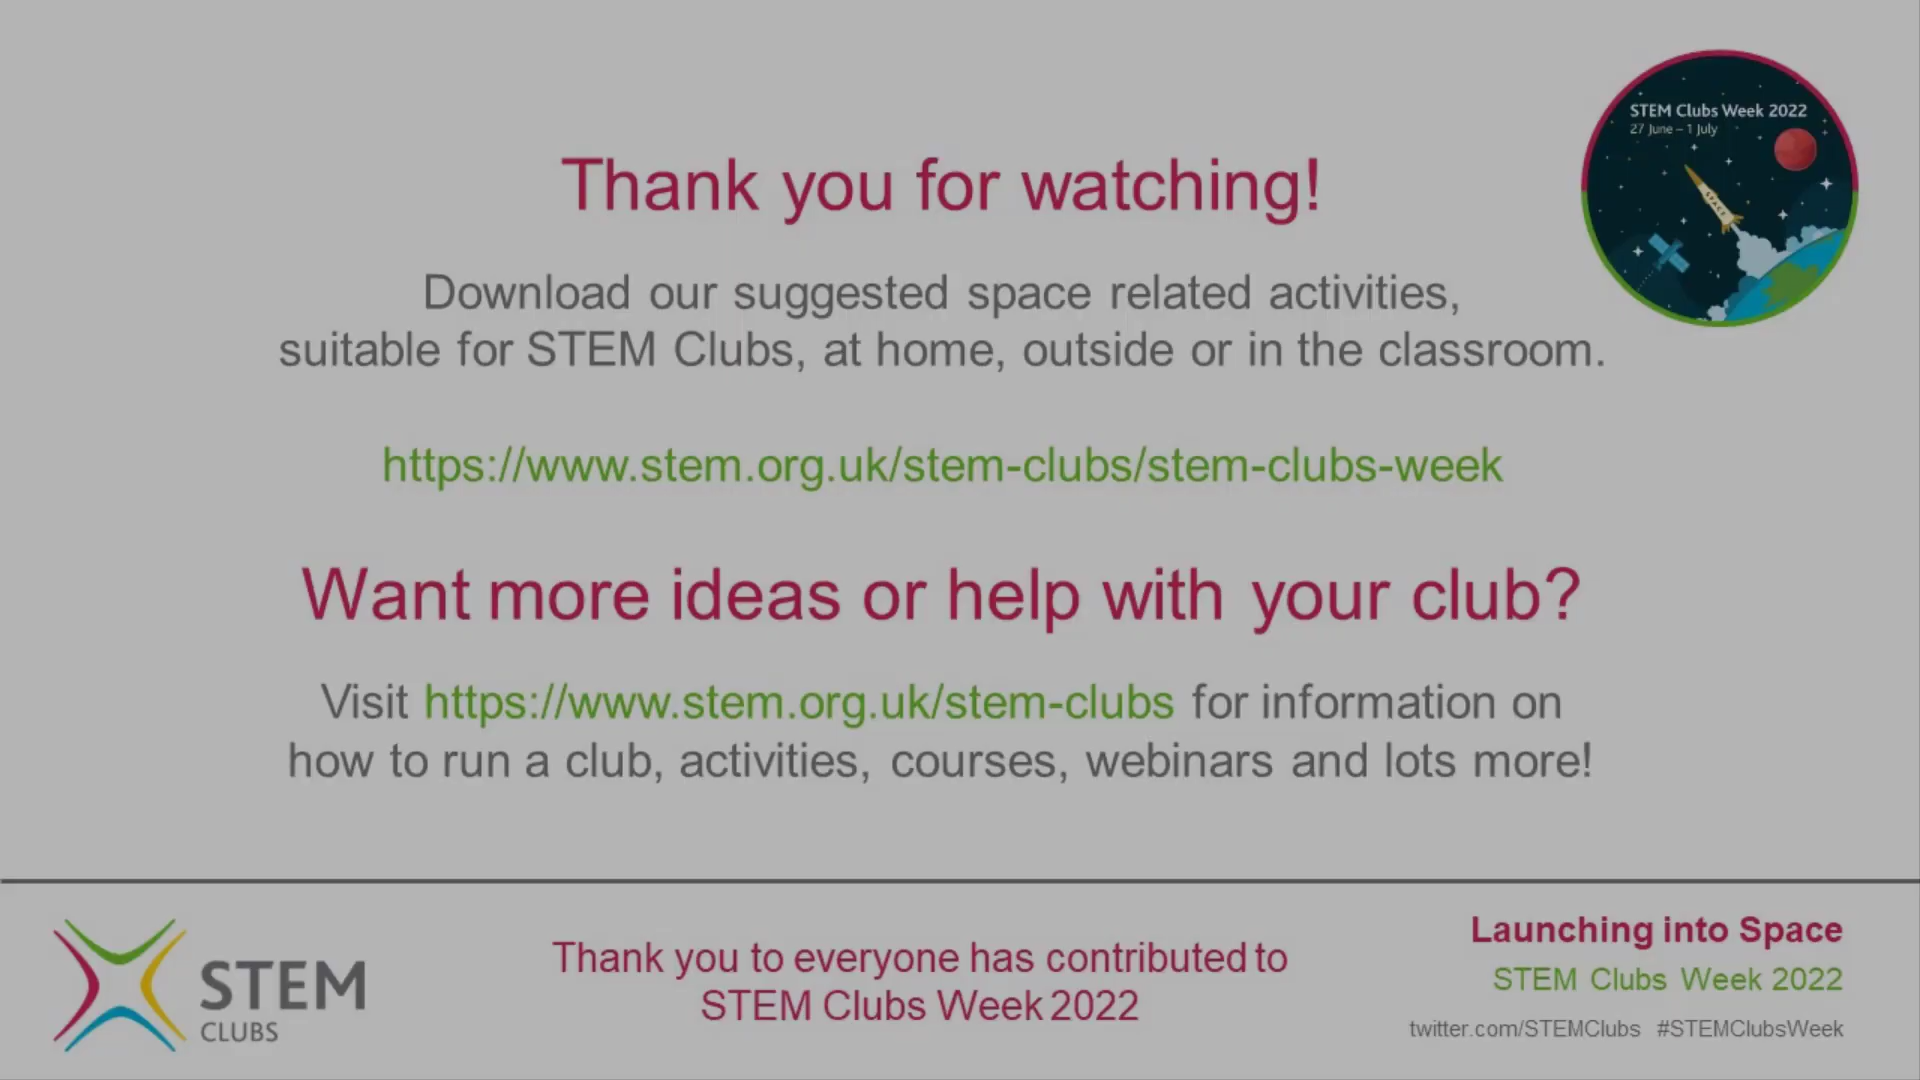 STEM Clubs Week 2022
27 June – 1 July
SPACE
Thank you for watching!
Download our suggested space related activities,
suitable for STEM Clubs, at home, outside or in the classroom.
https://www.stem.org.uk/stem-clubs/stem-clubs-week
Want more ideas or help with your club?
Visit https://www.stem.org.uk/stem-clubs for information on
how to run a club, activities, courses, webinars and lots more!
STEM
CLUBS
Thank you to everyone has contributed to
STEM Clubs Week 2022
Launching into Space
STEM Clubs Week 2022
twitter.com/STEMClubs #STEMClubsWeek